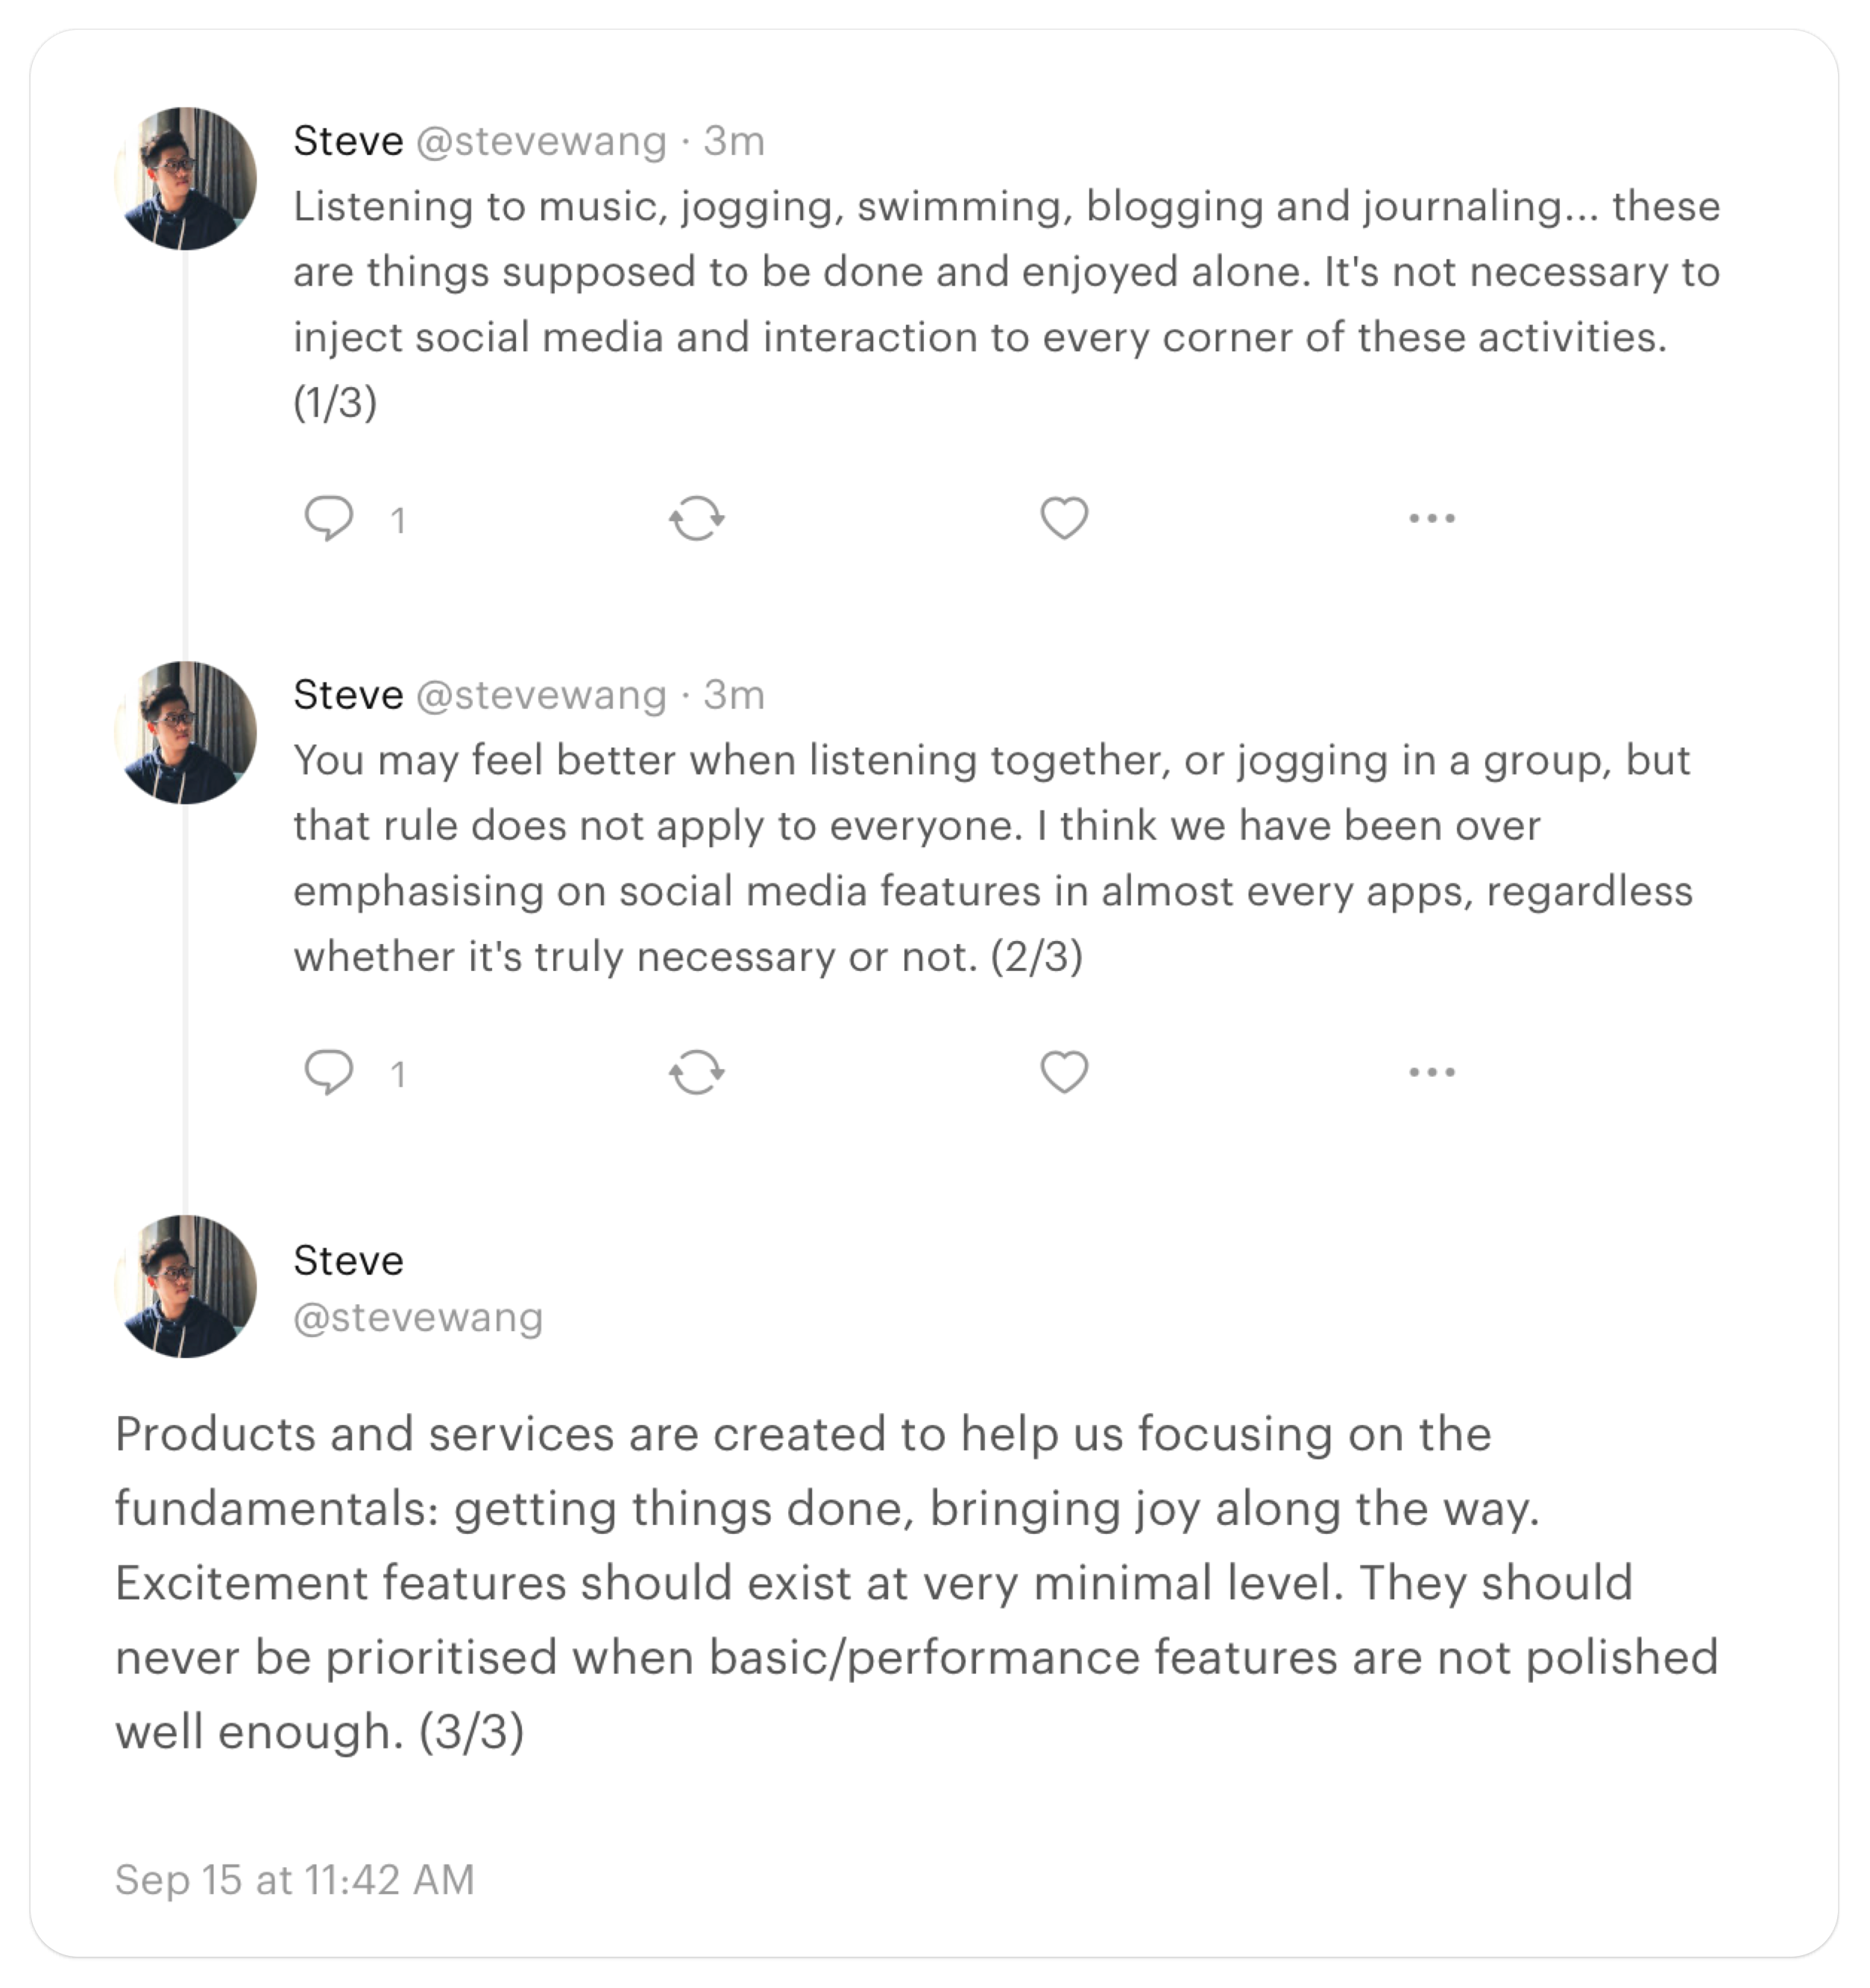 Steve @stevewang · 3m
Listening to music, jogging, swimming, blogging and journaling... these
are things supposed to be done and enjoyed alone. It's not necessary to
inject social media and interaction to every corner of these activities.
(1/3)
1
Steve @stevewang · 3m
You may feel better when listening together, or jogging in a group, but
that rule does not apply to everyone. I think we have been over
emphasising on social media features in almost every apps, regardless
whether it's truly necessary or not. (2/3)
1
Steve
@stevewang
Products and services are created to help us focusing on the
fundamentals: getting things done, bringing joy along the way.
Excitement features should exist at very minimal level. They should
never be prioritised when basic/performance features are not polished
well enough. (3/3)
Sep 15 at 11:42 AM